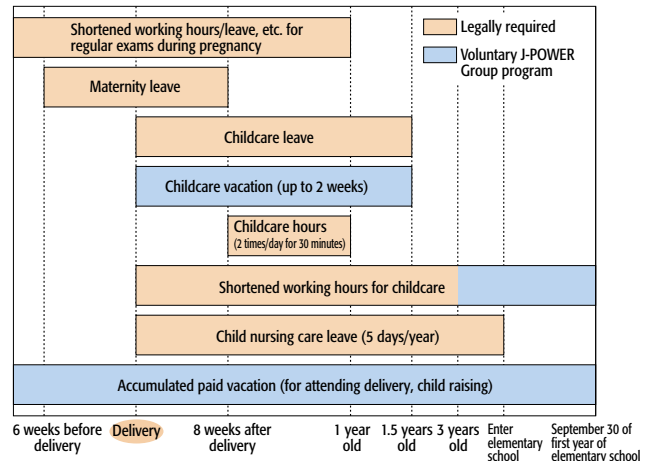 Shortened working hours/leave, etc. for
regular exams during pregnancy
Legally required
Voluntary J-POWER
Group program
Maternity leave
Childcare leave
Childcare vacation (up to 2 weeks)
Childcare hours
(2 times/day for 30 minutes)
Shortened working hours for childcare
Child nursing care leave (5 days/year)
Accumulated paid vacation (for attending delivery, child raising)
6 weeks before
delivery
Delivery
8 weeks after
delivery
1 year
old
1.5 years
old
3 years
old
Enter
elementary
school
September 30 of
first year of
elementary school